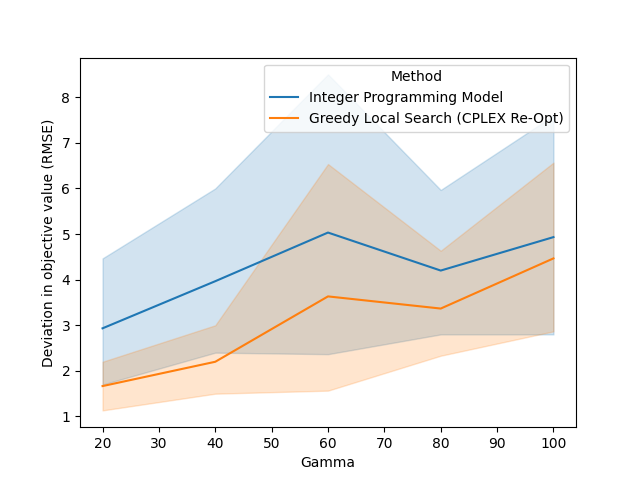 Method
Integer Programming Model
Greedy Local Search (CPLEX Re-Opt)
Deviation in objective value (RMSE)
8
7
6
5
4
3
2
1
20 30 40 50 60 70 80 90 100
Gamma